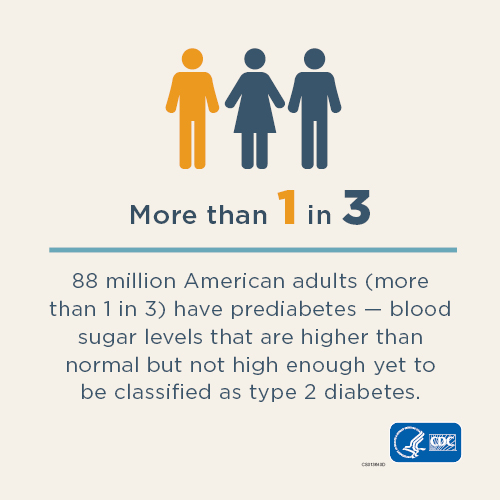 More than 1 in 3
88 million American adults (more
than 1 in 3) have prediabetes — blood
sugar levels that are higher than
normal but not high enough yet to
be classified as type 2 diabetes.
CDC